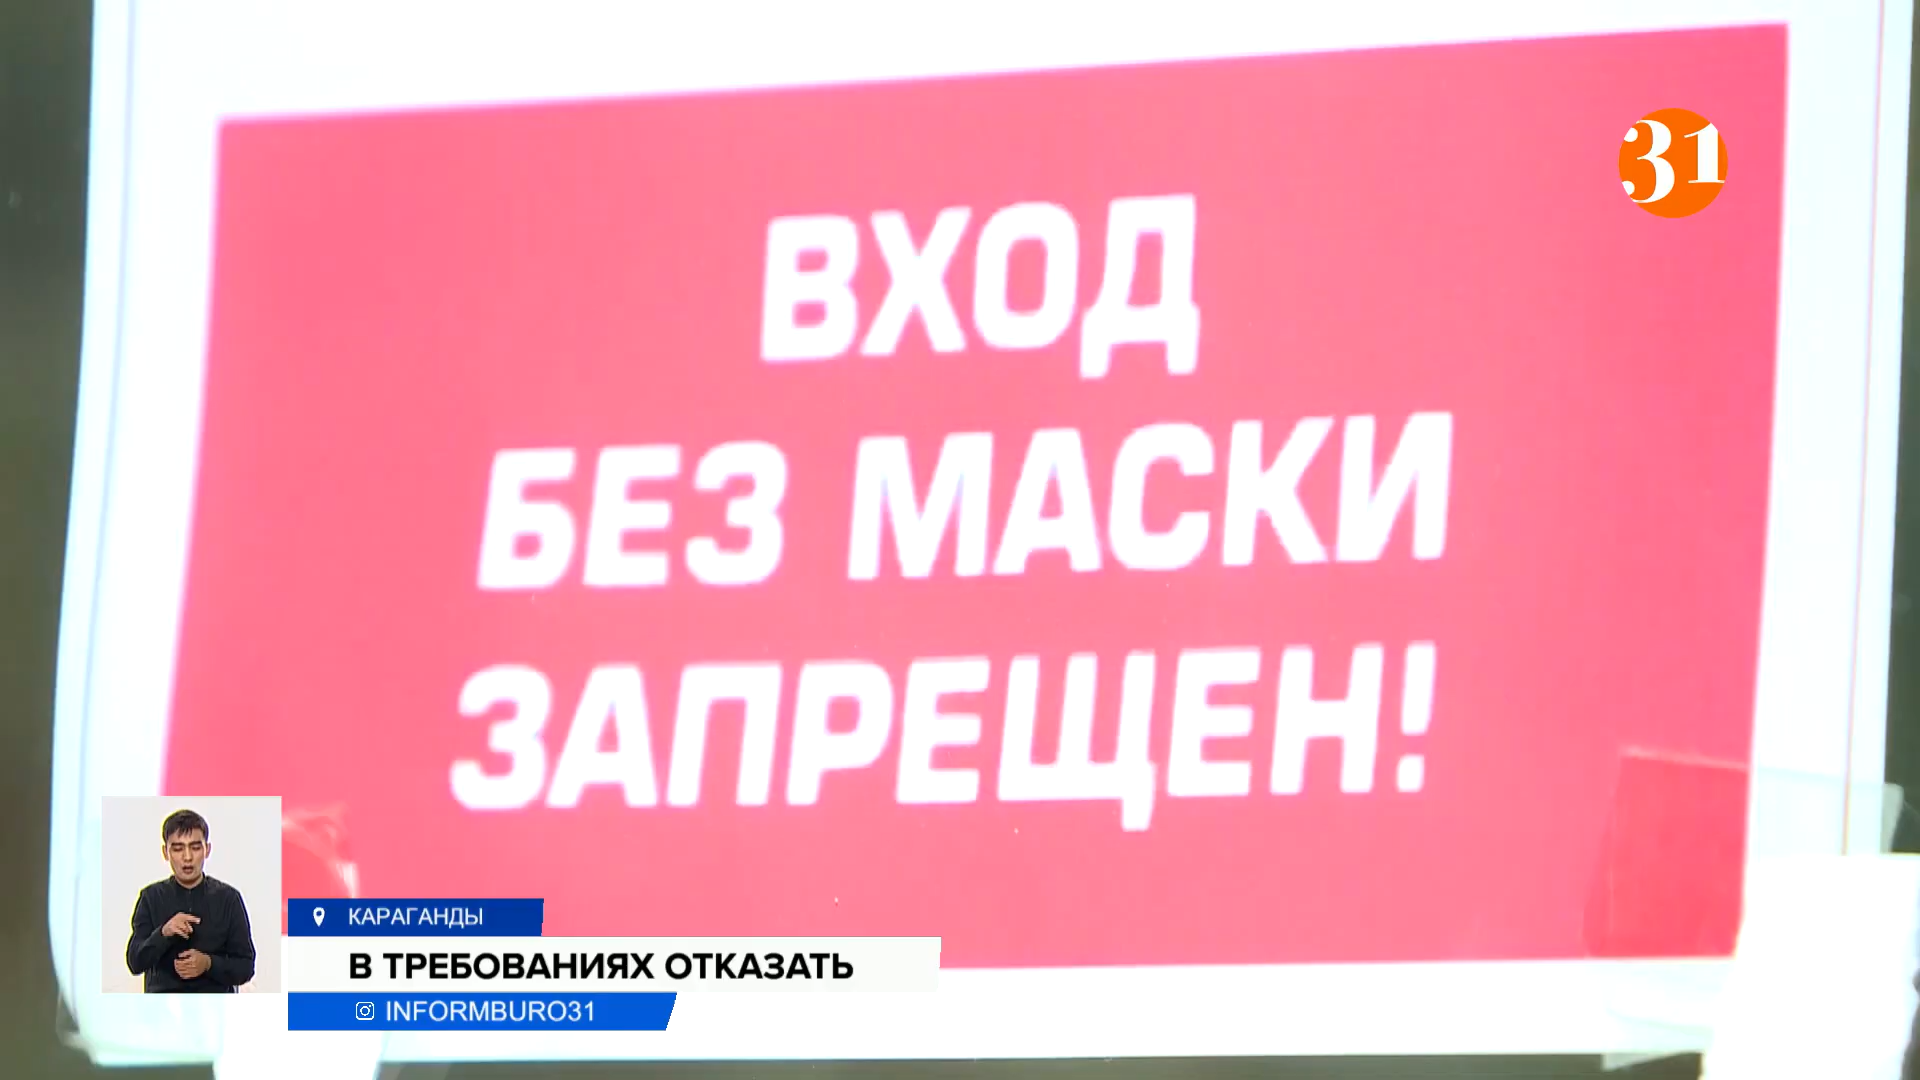 31
ВХОД
БЕЗ МАСКИ
ЗАПРЕЩЕН!
КАРАГАНДЫ
В ТРЕБОВАНИЯХ ОТКАЗАТЬ
INFORMBURO31